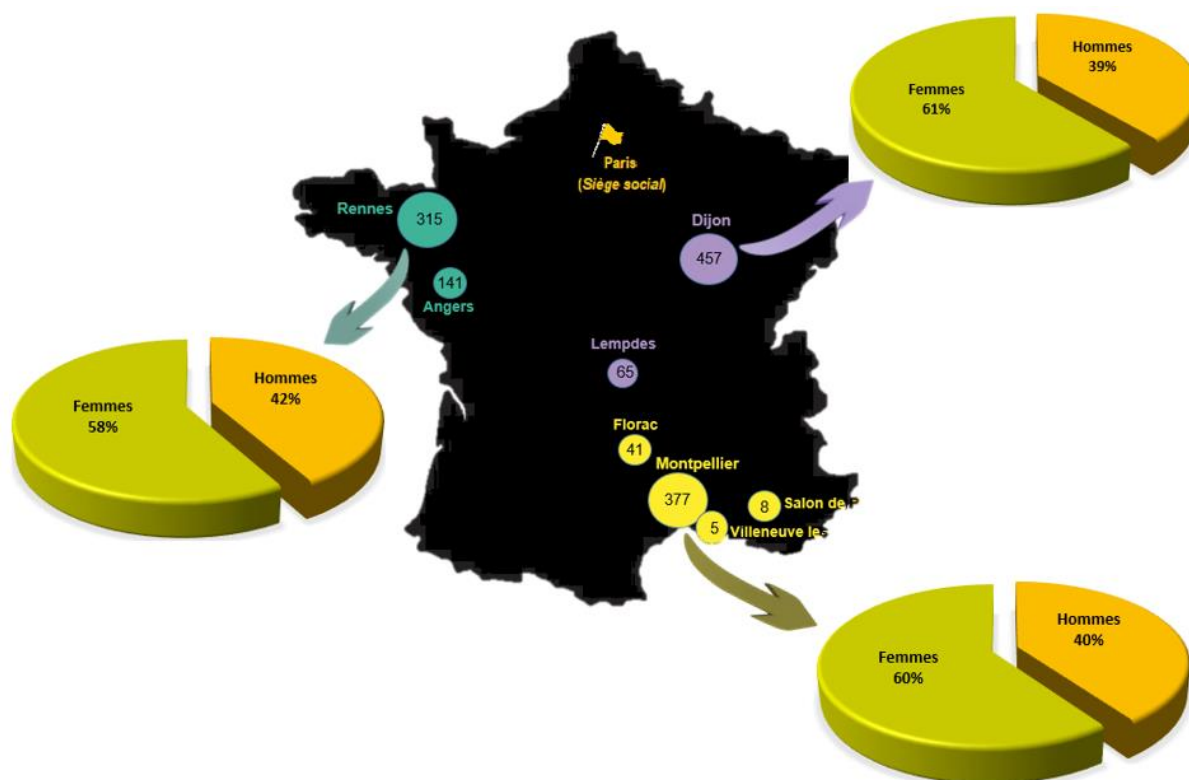 Hommes
39%
Femmes
61%
Paris
(Siège social)
Rennes
315
Dijon
457
141
Angers
Lempdes
65
Hommes
42%
Femmes
58%
Florac
41
Montpellier
377
8
Salon de
5
Villeneuve le
Hommes
40%
Femmes
60%